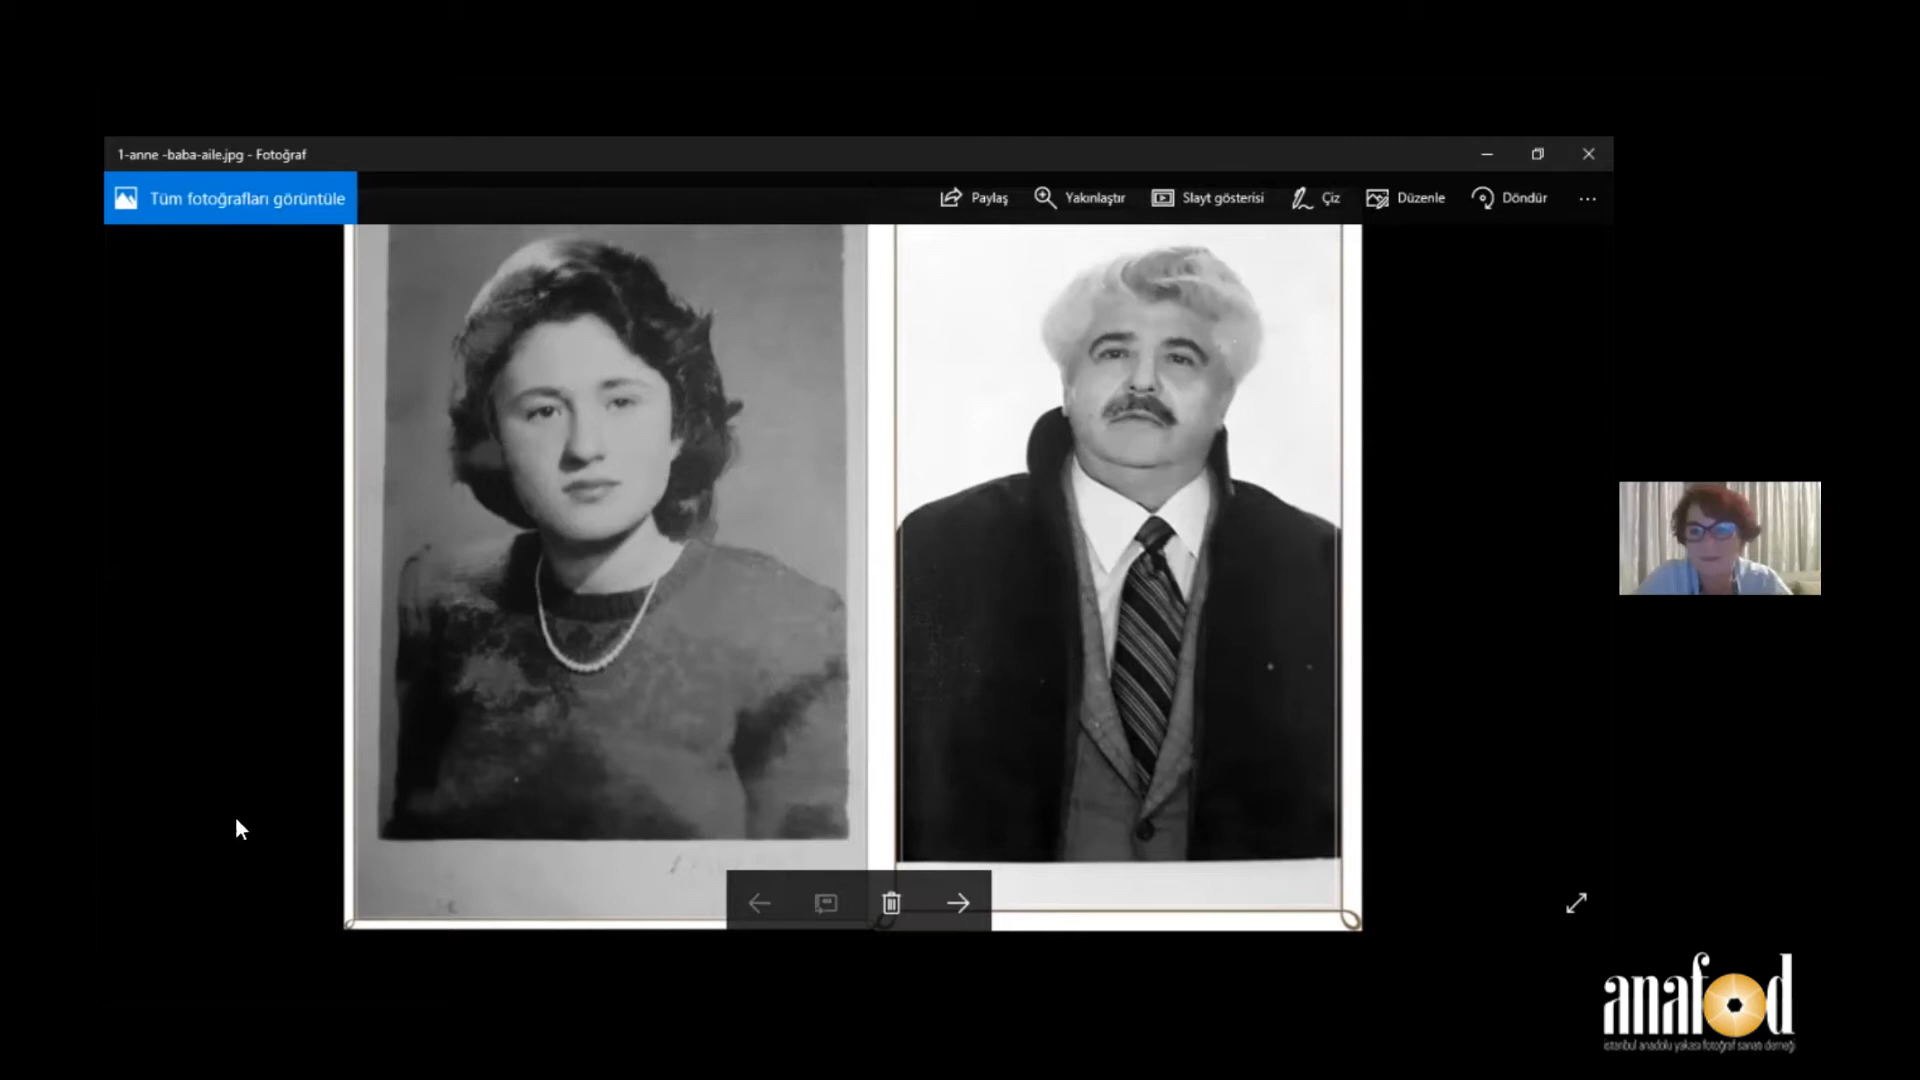 1-anne -baba-aile.jpg - Fotoğraf
Tüm fotoğrafları görüntüle
Paylaş
Yakınlaştır
Slayt gösterisi
Çiz
Düzenle
Döndür
anafod
istanbul anadolu yakası fotoğraf sanatı derneği